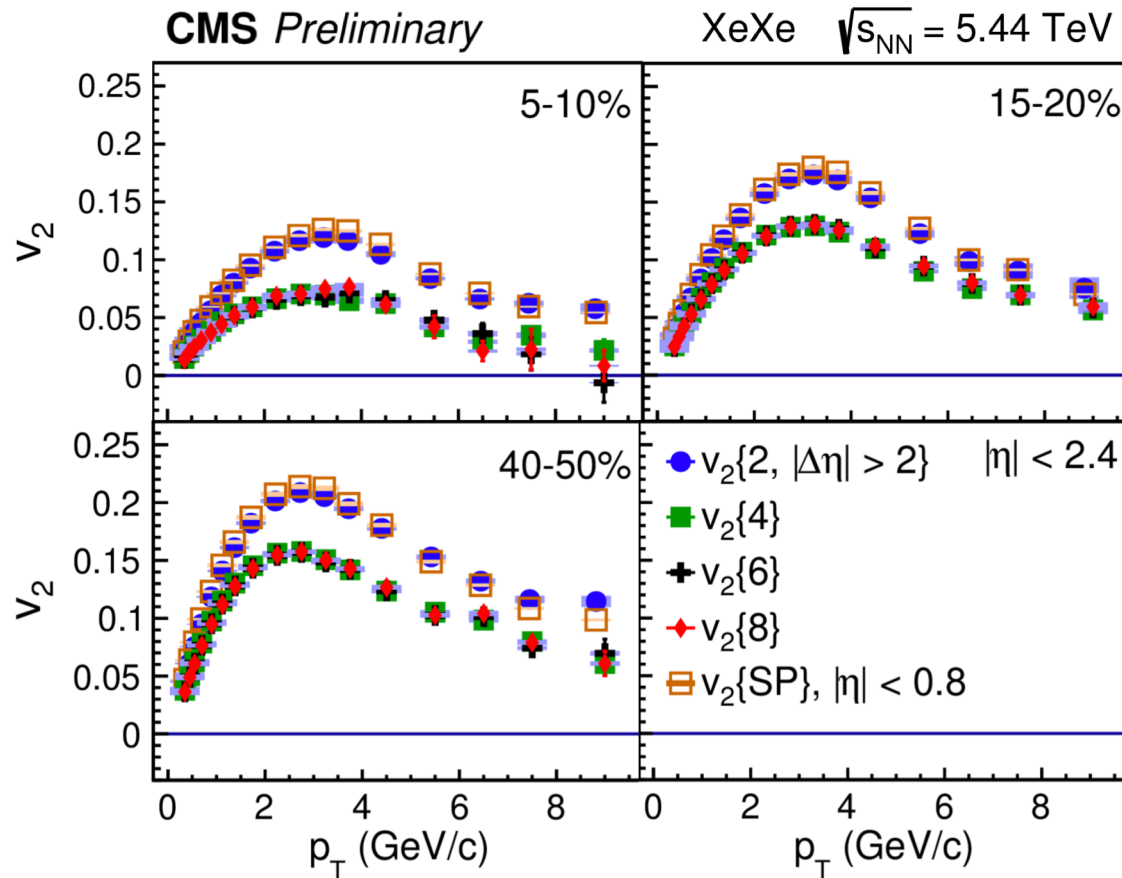 CMS Preliminary XeXe √s_NN = 5.44 TeV
0.25 5-10% 15-20%
0.2
0.15
v₂
0.1
0.05
0
0.25 40-50% v₂{2, |Δη| > 2} |η| < 2.4
0.2 v₂{4}
0.15 v₂{6}
v₂
0.1 v₂{8}
0.05 v₂{SP}, |η| < 0.8
0
0 2 4 6 8 0 2 4 6 8
p_T (GeV/c) p_T (GeV/c)